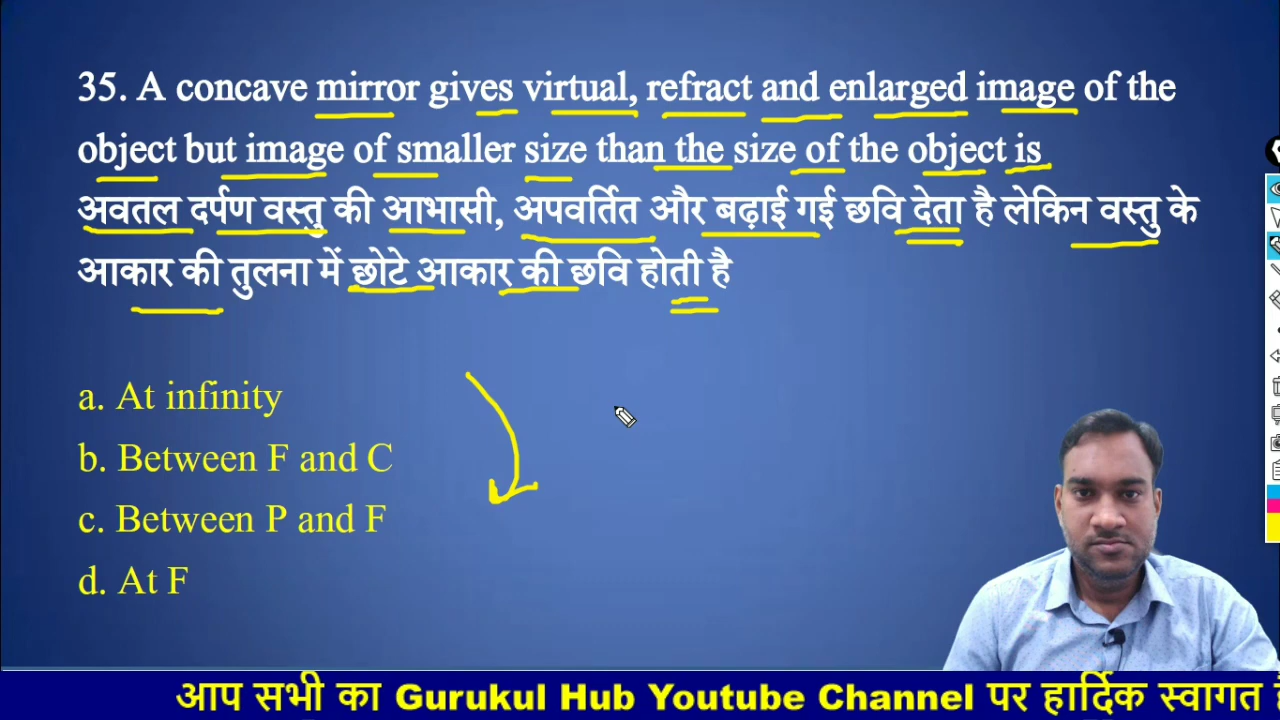 35. A concave mirror gives virtual, refract and enlarged image of the
object but image of smaller size than the size of the object is
अवतल दर्पण वस्तु की आभासी, अपवर्तित और बढ़ाई गई छवि देता है लेकिन वस्तु के
आकार की तुलना में छोटे आकार की छवि होती है
a. At infinity
b. Between F and C
c. Between P and F
d. At F
आप सभी का Gurukul Hub Youtube Channel पर हार्दिक स्वागत